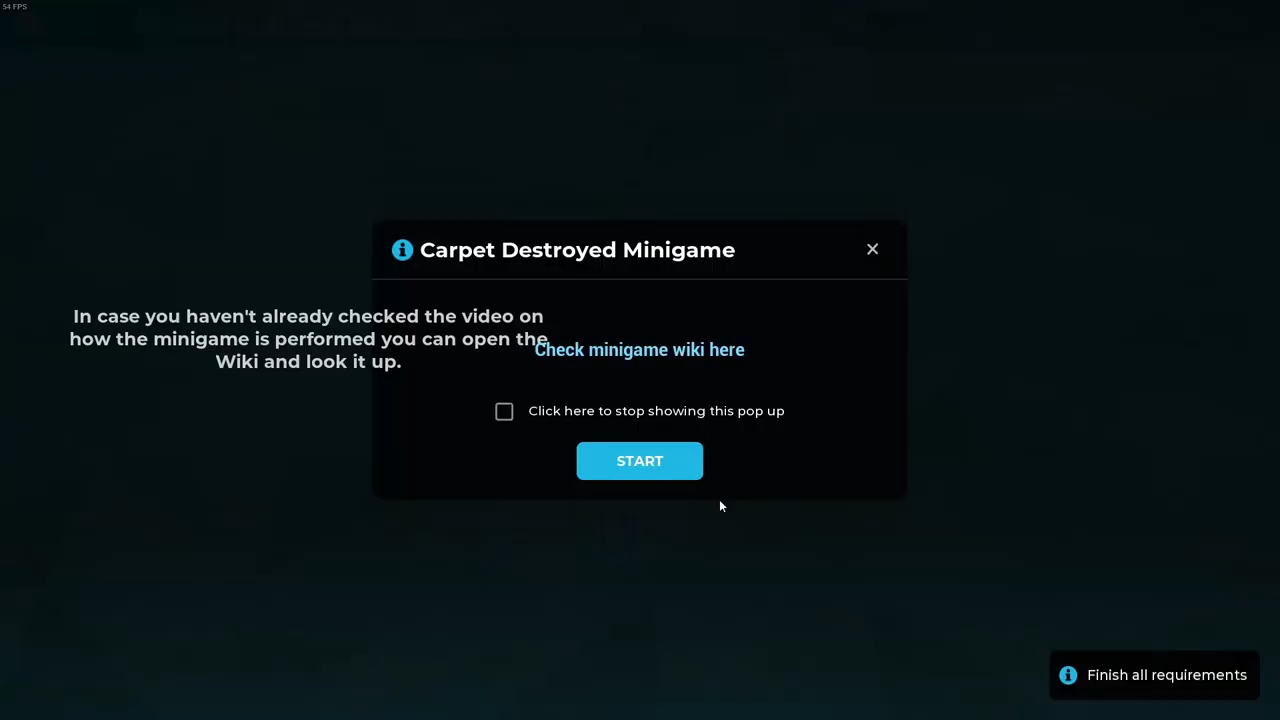 54 FPS
Carpet Destroyed Minigame
In case you haven't already checked the video on
how the minigame is performed you can open the
Wiki and look it up.
Check minigame wiki here
Click here to stop showing this pop up
START
Finish all requirements